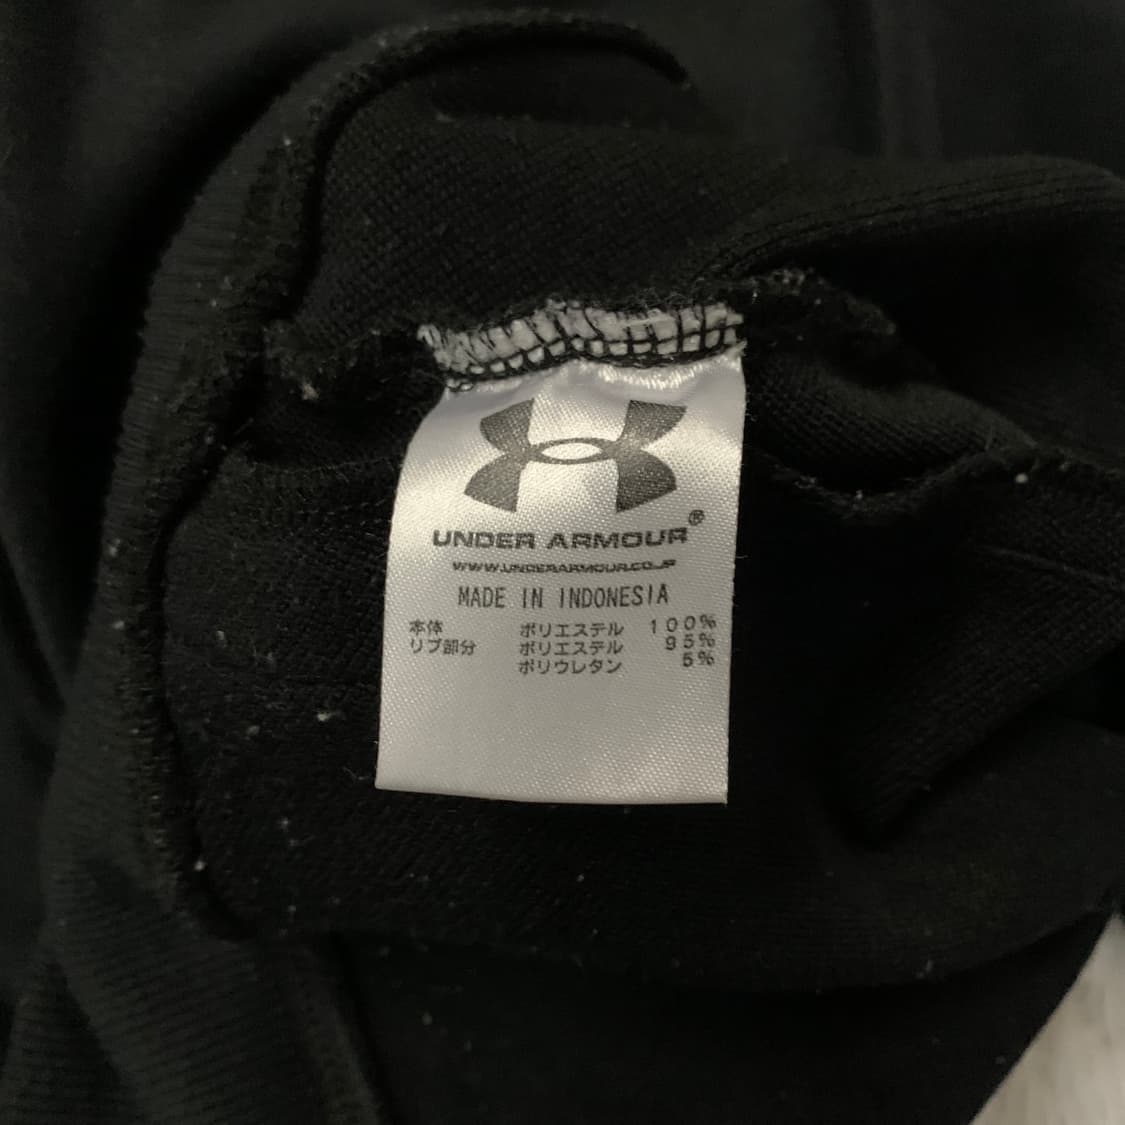 UNDER ARMOUR®
WWW.UNDERARMOUR.CO.JP
MADE IN INDONESIA
本体 ポリエステル 100%
リブ部分 ポリエステル 95%
ポリウレタン 5%